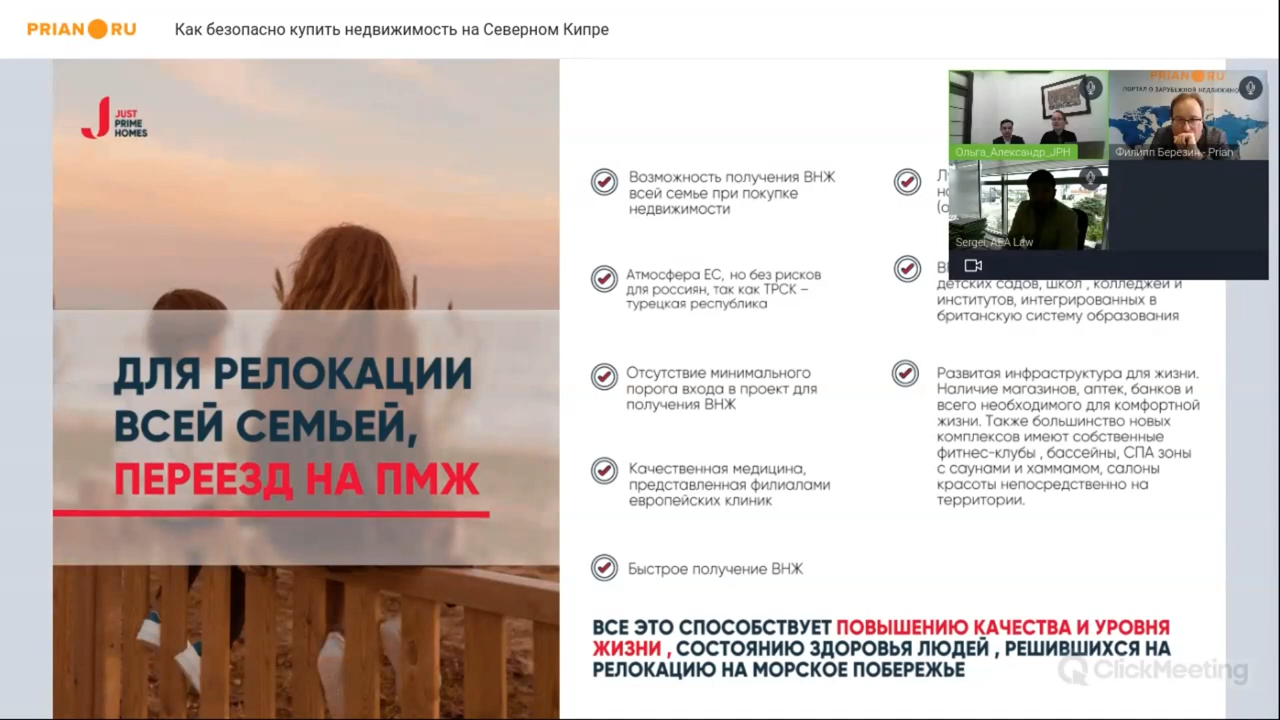 PRIAN RU
Как безопасно купить недвижимость на Северном Кипре
JUST
PRIME
HOMES
ДЛЯ РЕЛОКАЦИИ
ВСЕЙ СЕМЬЕЙ,
ПЕРЕЕЗД НА ПМЖ
Возможность получения ВНЖ
всей семье при покупке
недвижимости
Атмосфера ЕС, но без рисков
для россиян, так как ТРСК –
турецкая республика
Отсутствие минимального
порога входа в проект для
получения ВНЖ
Качественная медицина,
представленная филиалами
европейских клиник
Быстрое получение ВНЖ
детских садов, школ , колледжей и
институтов, интегрированных в
британскую систему образования
Развитая инфраструктура для жизни.
Наличие магазинов, аптек, банков и
всего необходимого для комфортной
жизни. Также большинство новых
комплексов имеют собственные
фитнес-клубы , бассейны, СПА зоны
с саунами и хаммамом, салоны
красоты непосредственно на
территории.
ВСЕ ЭТО СПОСОБСТВУЕТ ПОВЫШЕНИЮ КАЧЕСТВА И УРОВНЯ
ЖИЗНИ , СОСТОЯНИЮ ЗДОРОВЬЯ ЛЮДЕЙ , РЕШИВШИХСЯ НА
РЕЛОКАЦИЮ НА МОРСКОЕ ПОБЕРЕЖЬЕ
PRIAN RU
ПОРТАЛ О ЗАРУБЕЖНОЙ НЕДВИЖИМО
Ольга_Александр_JPH
Филипп Березин - Prian
Sergei, AEA Law
ClickMeeting